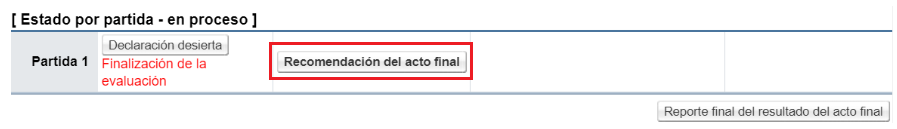 [ Estado por partida - en proceso ]
Partida 1
Declaración desierta
Finalización de la
evaluación
Recomendación del acto final
Reporte final del resultado del acto final